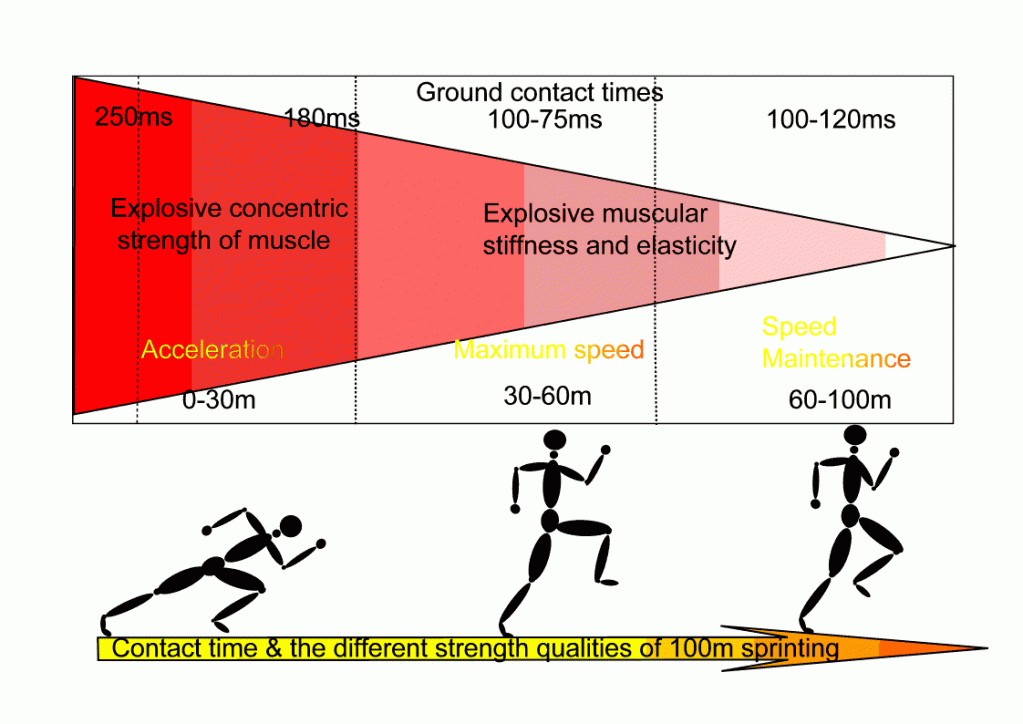 Ground contact times
250ms
180ms
100-75ms
100-120ms
Explosive concentric
strength of muscle
Explosive muscular
stiffness and elasticity
Acceleration
Maximum speed
Speed
Maintenance
0-30m
30-60m
60-100m
Contact time & the different strength qualities of 100m sprinting